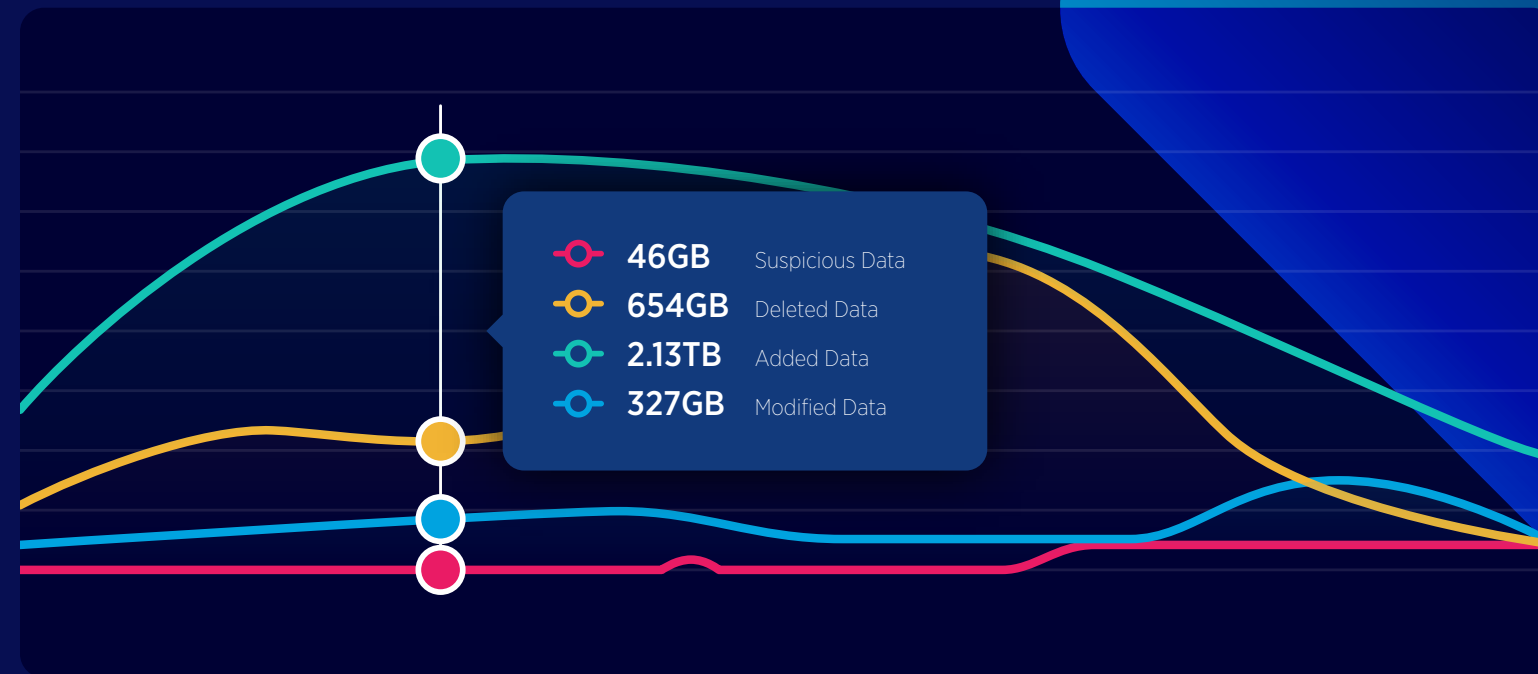 46GB Suspicious Data
654GB Deleted Data
2.13TB Added Data
327GB Modified Data